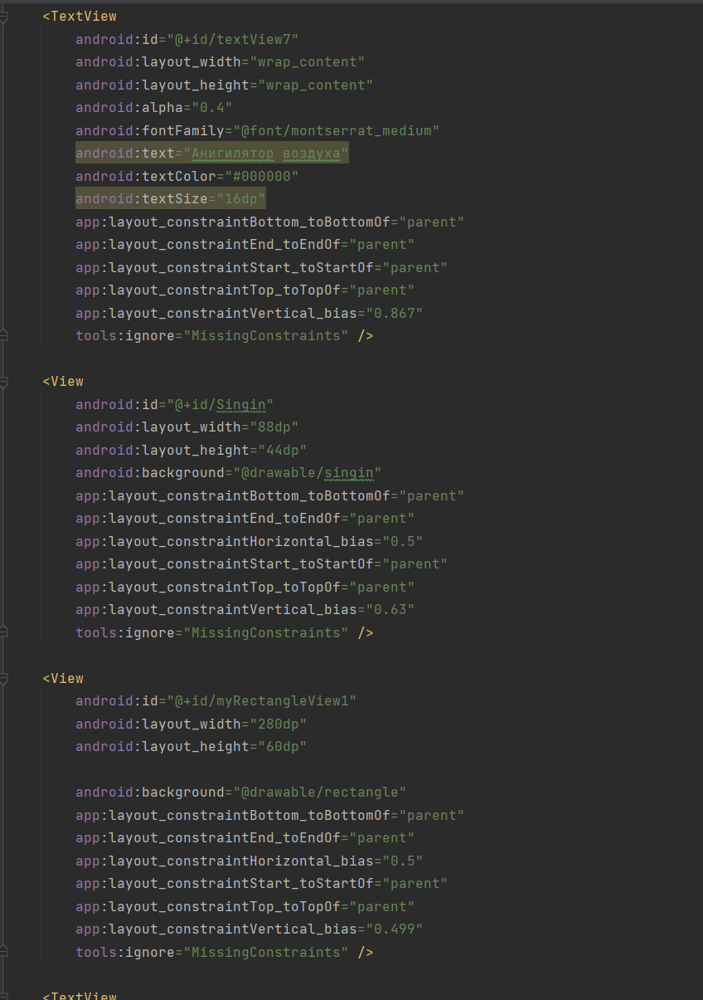 <TextView
android:id="@+id/textView7"
android:layout_width="wrap_content"
android:layout_height="wrap_content"
android:alpha="0.4"
android:fontFamily="@font/montserrat_medium"
android:text="Анигилятор воздуха"
android:textColor="#000000"
android:textSize="16dp"
app:layout_constraintBottom_toBottomOf="parent"
app:layout_constraintEnd_toEndOf="parent"
app:layout_constraintStart_toStartOf="parent"
app:layout_constraintTop_toTopOf="parent"
app:layout_constraintVertical_bias="0.867"
tools:ignore="MissingConstraints" />
<View
android:id="@+id/Singin"
android:layout_width="88dp"
android:layout_height="44dp"
android:background="@drawable/singin"
app:layout_constraintBottom_toBottomOf="parent"
app:layout_constraintEnd_toEndOf="parent"
app:layout_constraintHorizontal_bias="0.5"
app:layout_constraintStart_toStartOf="parent"
app:layout_constraintTop_toTopOf="parent"
app:layout_constraintVertical_bias="0.63"
tools:ignore="MissingConstraints" />
<View
android:id="@+id/myRectangleView1"
android:layout_width="280dp"
android:layout_height="60dp"
android:background="@drawable/rectangle"
app:layout_constraintBottom_toBottomOf="parent"
app:layout_constraintEnd_toEndOf="parent"
app:layout_constraintHorizontal_bias="0.5"
app:layout_constraintStart_toStartOf="parent"
app:layout_constraintTop_toTopOf="parent"
app:layout_constraintVertical_bias="0.499"
tools:ignore="MissingConstraints" />
<TextView